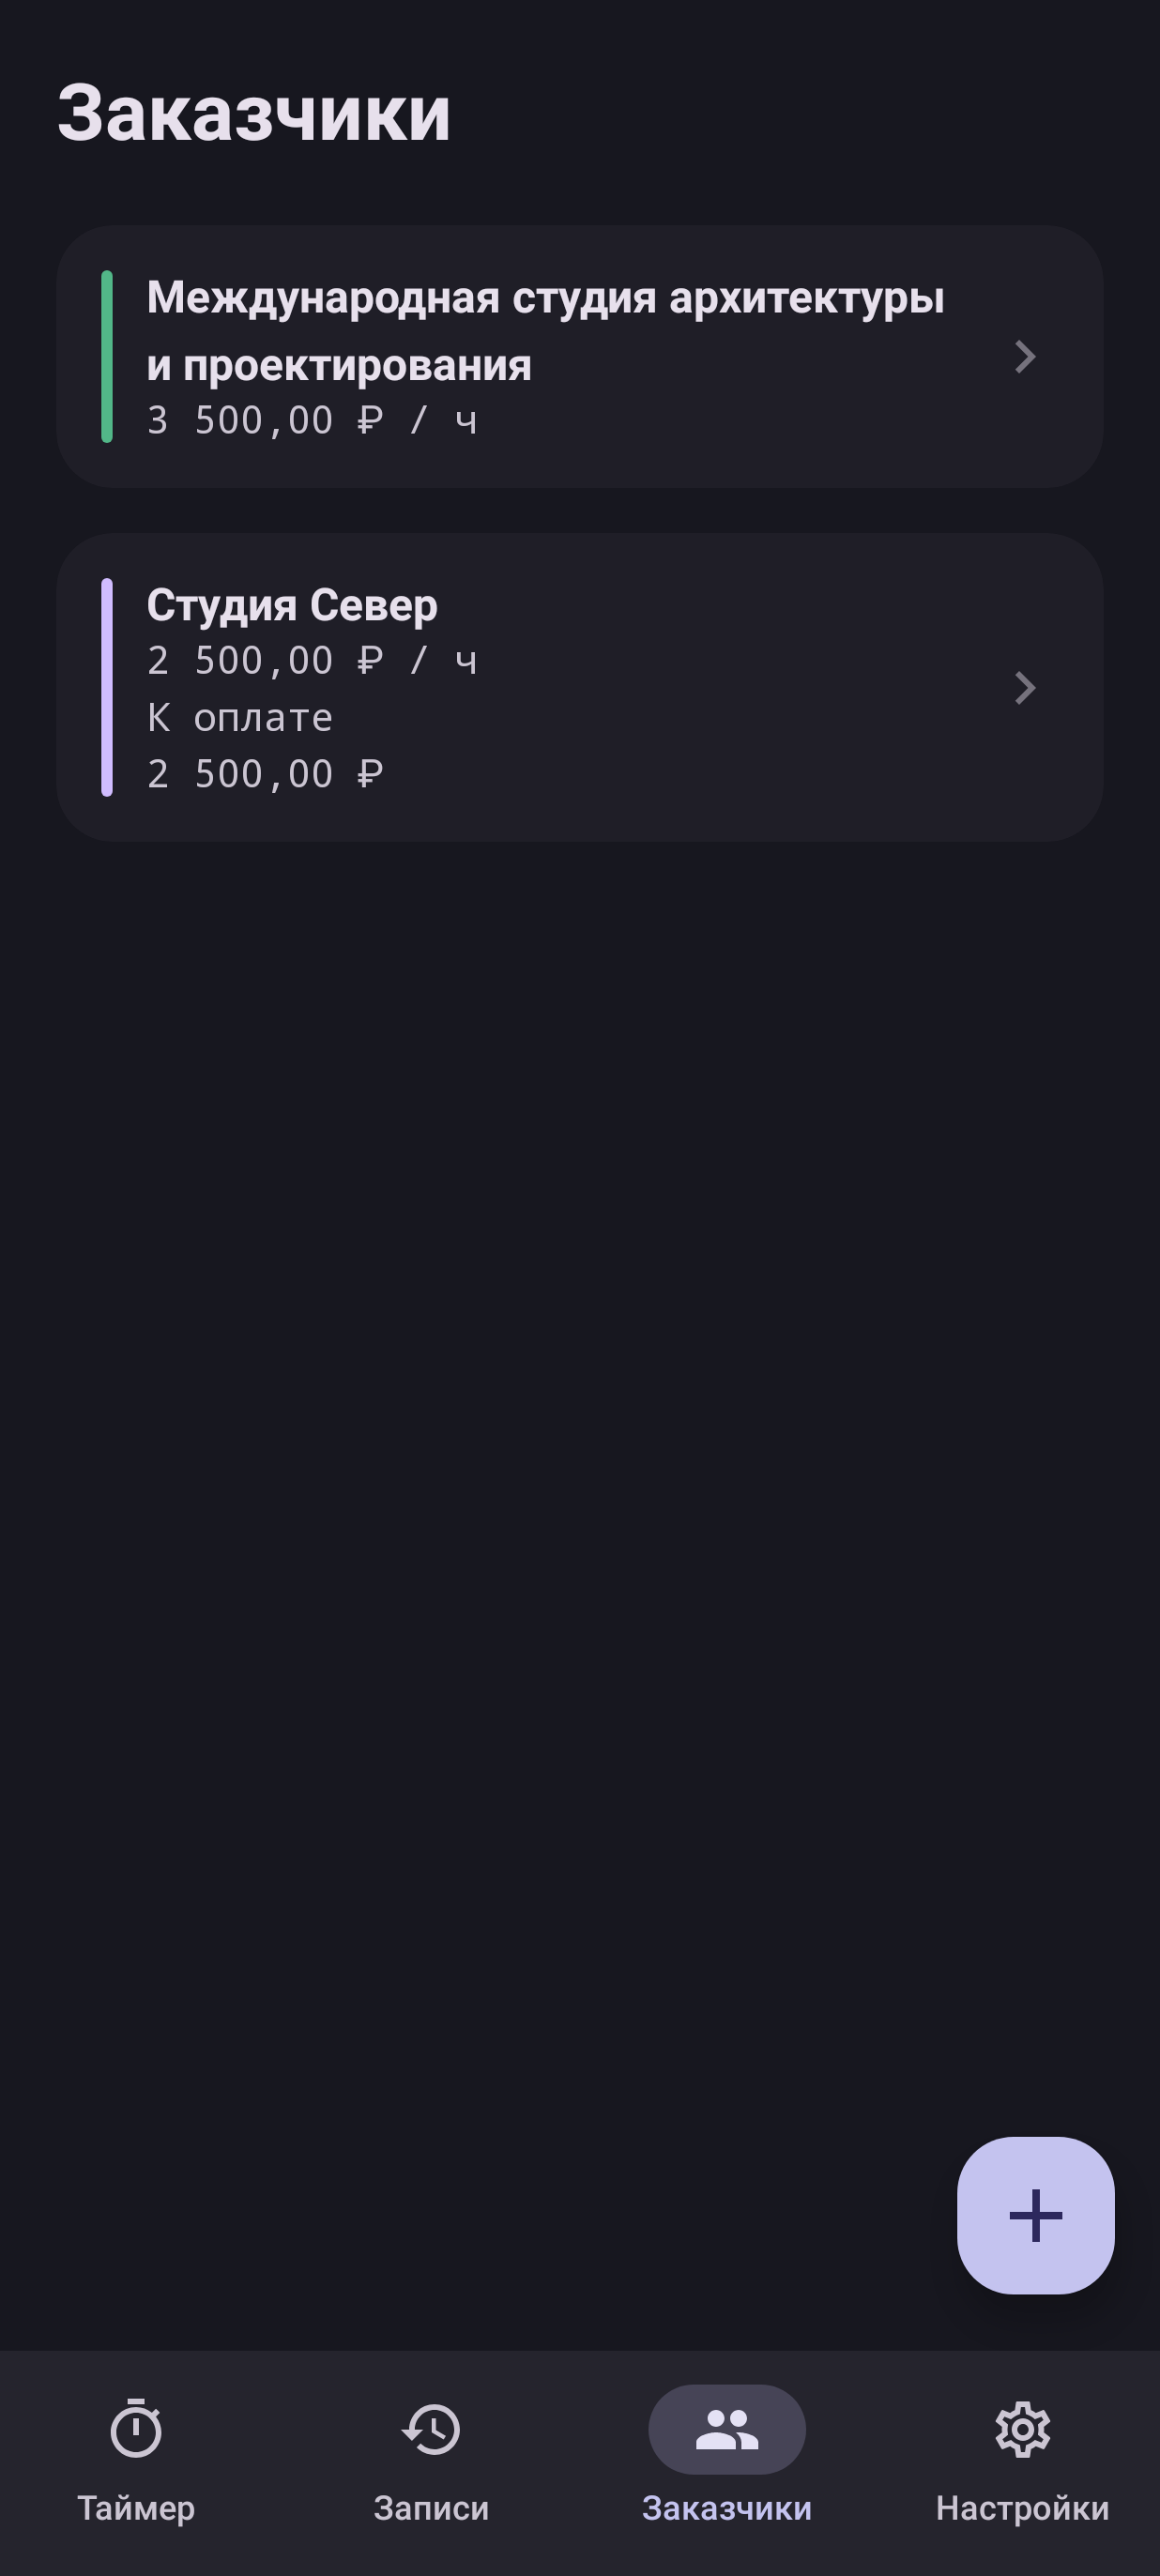 Заказчики
Международная студия архитектуры
и проектирования
3 500,00 ₽ / ч
Студия Север
2 500,00 ₽ / ч
К оплате
2 500,00 ₽
Таймер
Записи
Заказчики
Настройки